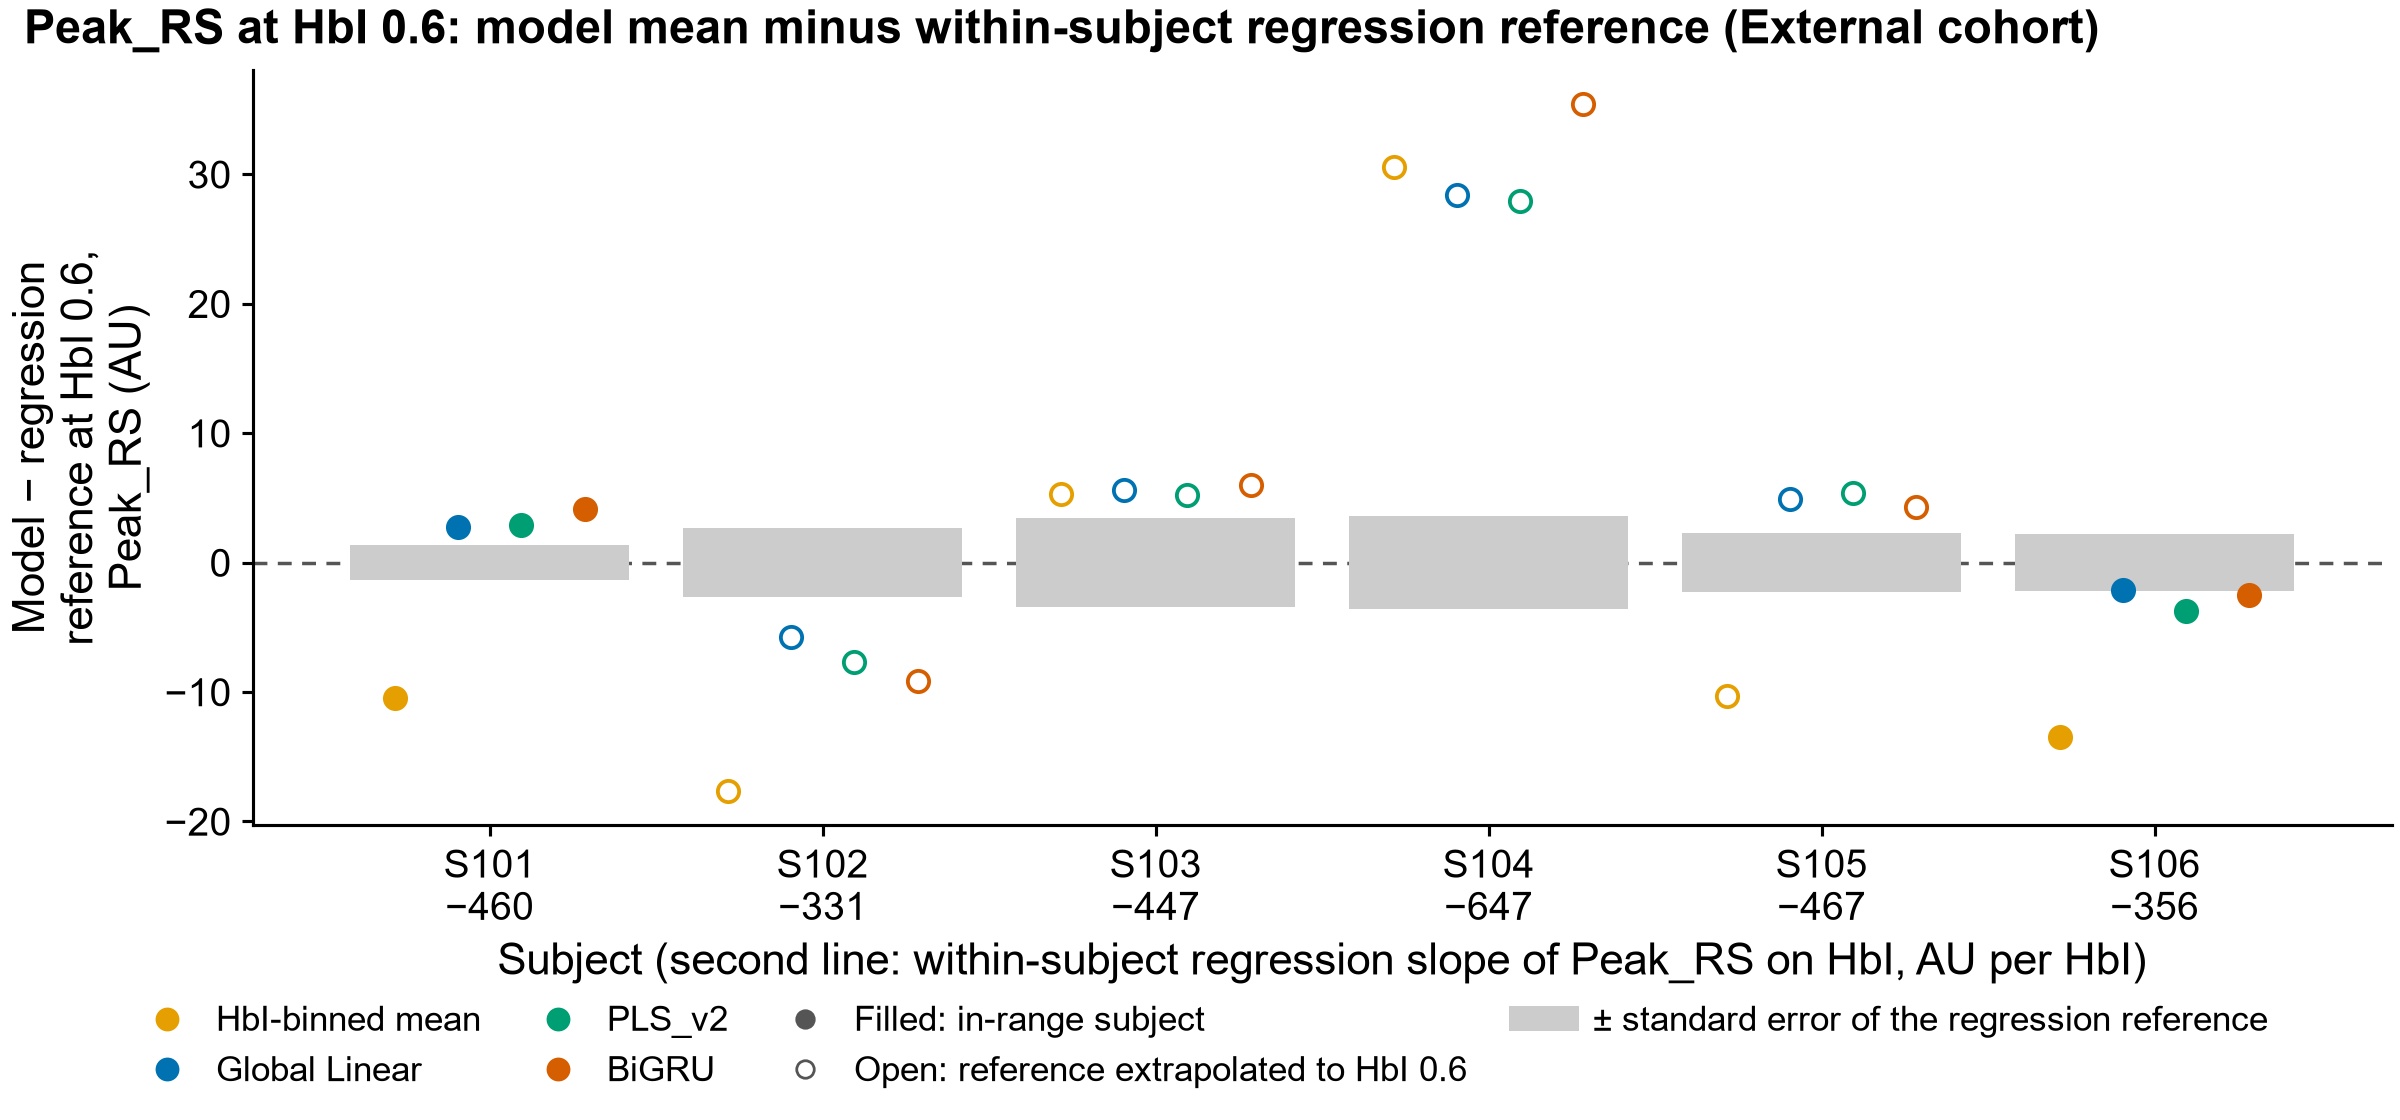 Peak_RS at HbI 0.6: model mean minus within-subject regression reference (External cohort)
Model − regression
reference at HbI 0.6,
Peak_RS (AU)
30
20
10
0
−10
−20
S101
−460
S102
−331
S103
−447
S104
−647
S105
−467
S106
−356
Subject (second line: within-subject regression slope of Peak_RS on HbI, AU per HbI)
HbI-binned mean
Global Linear
PLS_v2
BiGRU
Filled: in-range subject
Open: reference extrapolated to HbI 0.6
± standard error of the regression reference